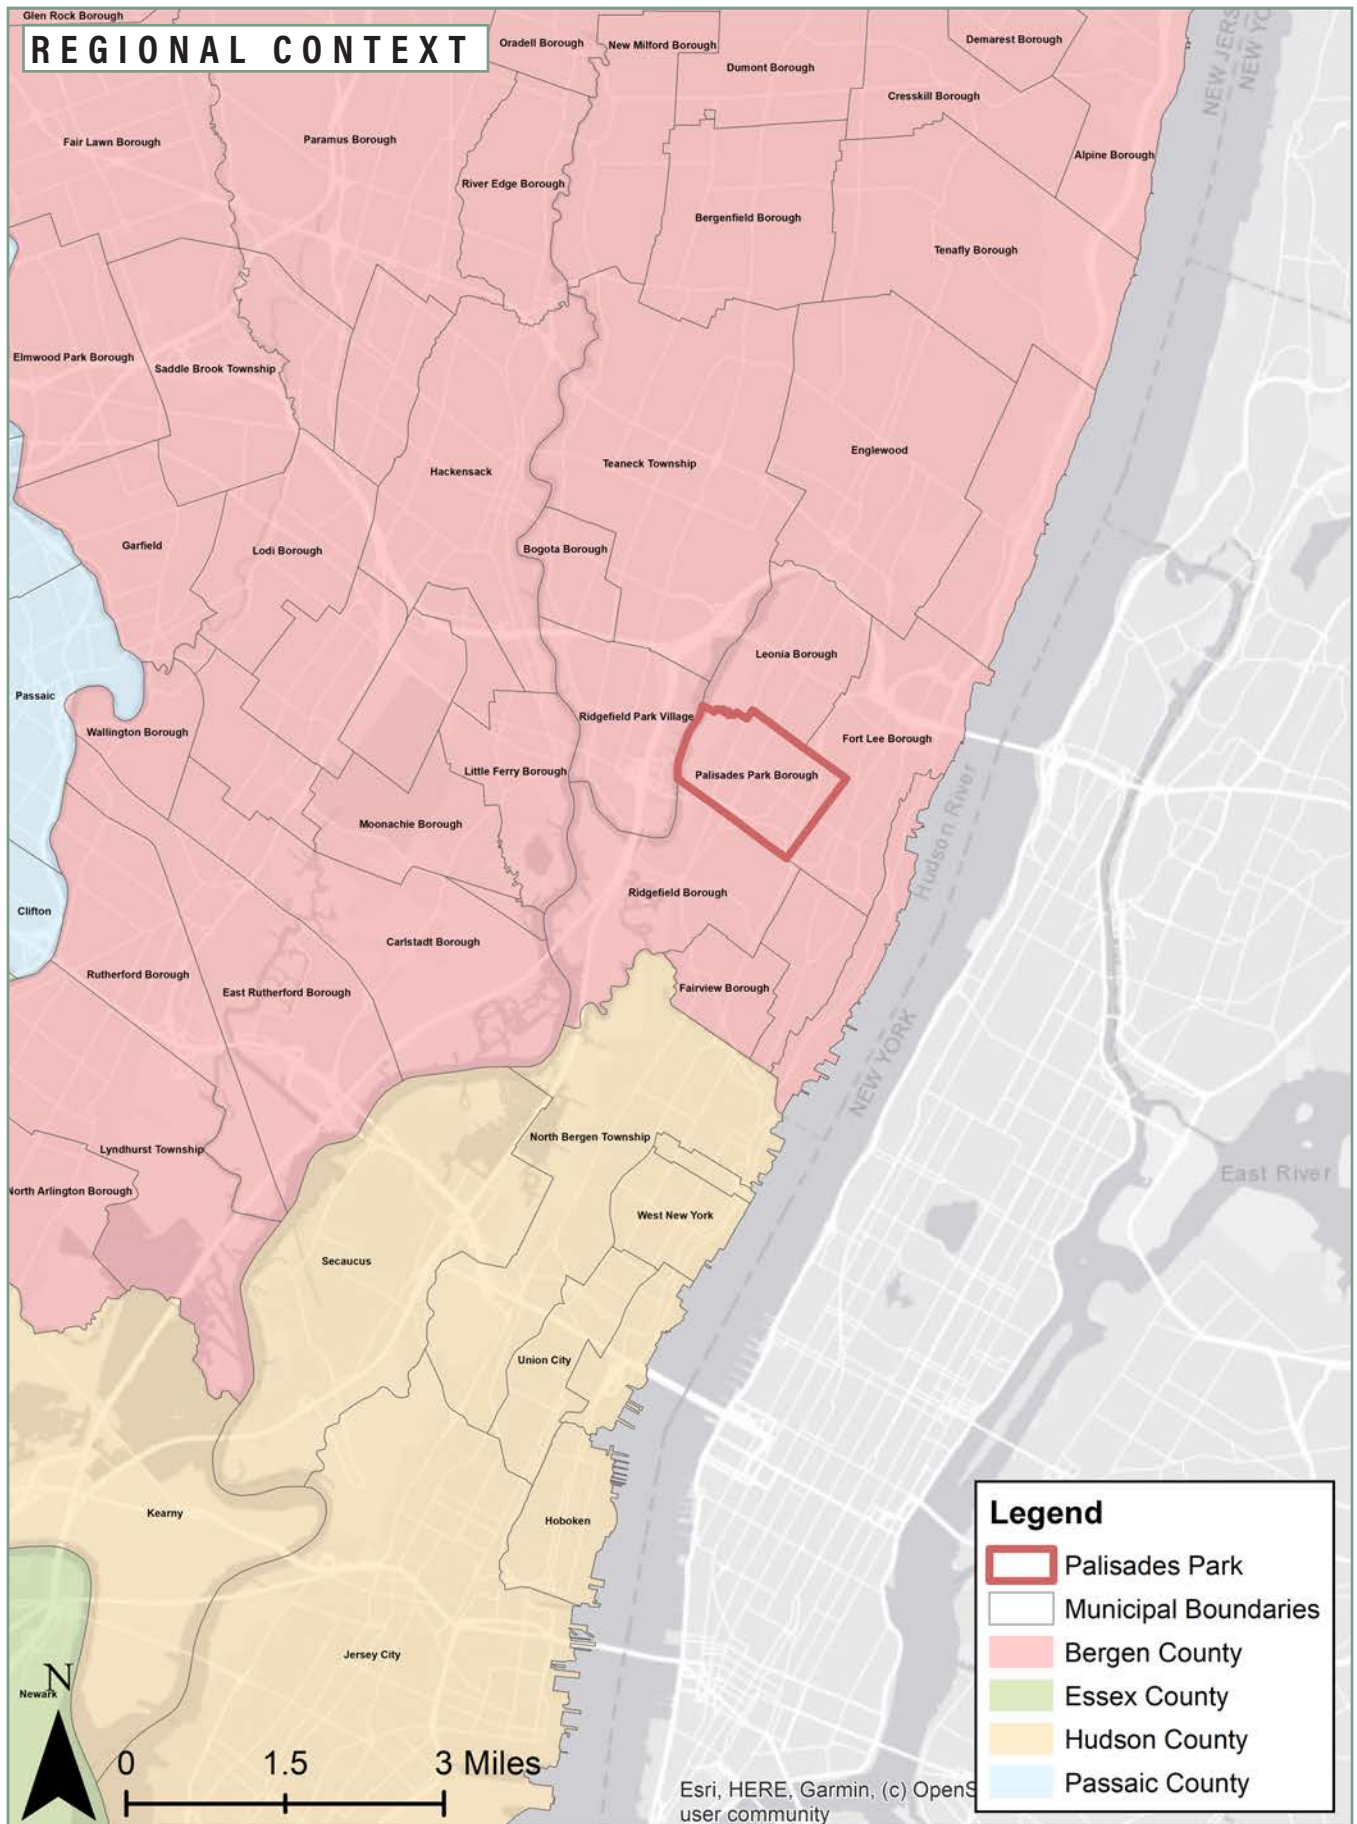 Glen Rock Borough
REGIONAL CONTEXT
Oradell Borough
New Milford Borough
Demarest Borough
Dumont Borough
Cresskill Borough
NEW JERS
NEW YO
Fair Lawn Borough
Paramus Borough
Alpine Borough
River Edge Borough
Bergenfield Borough
Tenafly Borough
Elmwood Park Borough
Saddle Brook Township
Hackensack
Teaneck Township
Englewood
Garfield
Lodi Borough
Bogota Borough
Leonia Borough
Passaic
Ridgefield Park Village
Wallington Borough
Fort Lee Borough
Little Ferry Borough
Palisades Park Borough
Moonachie Borough
Hudson River
Ridgefield Borough
Clifton
Carlstadt Borough
Rutherford Borough
East Rutherford Borough
Fairview Borough
NEW YORK
North Bergen Township
Lyndhurst Township
East River
North Arlington Borough
West New York
Secaucus
Union City
Kearny
Hoboken
Jersey City
Newark
N
0 1.5 3 Miles
Legend
Palisades Park
Municipal Boundaries
Bergen County
Essex County
Hudson County
Passaic County
Esri, HERE, Garmin, (c) OpenS
user community